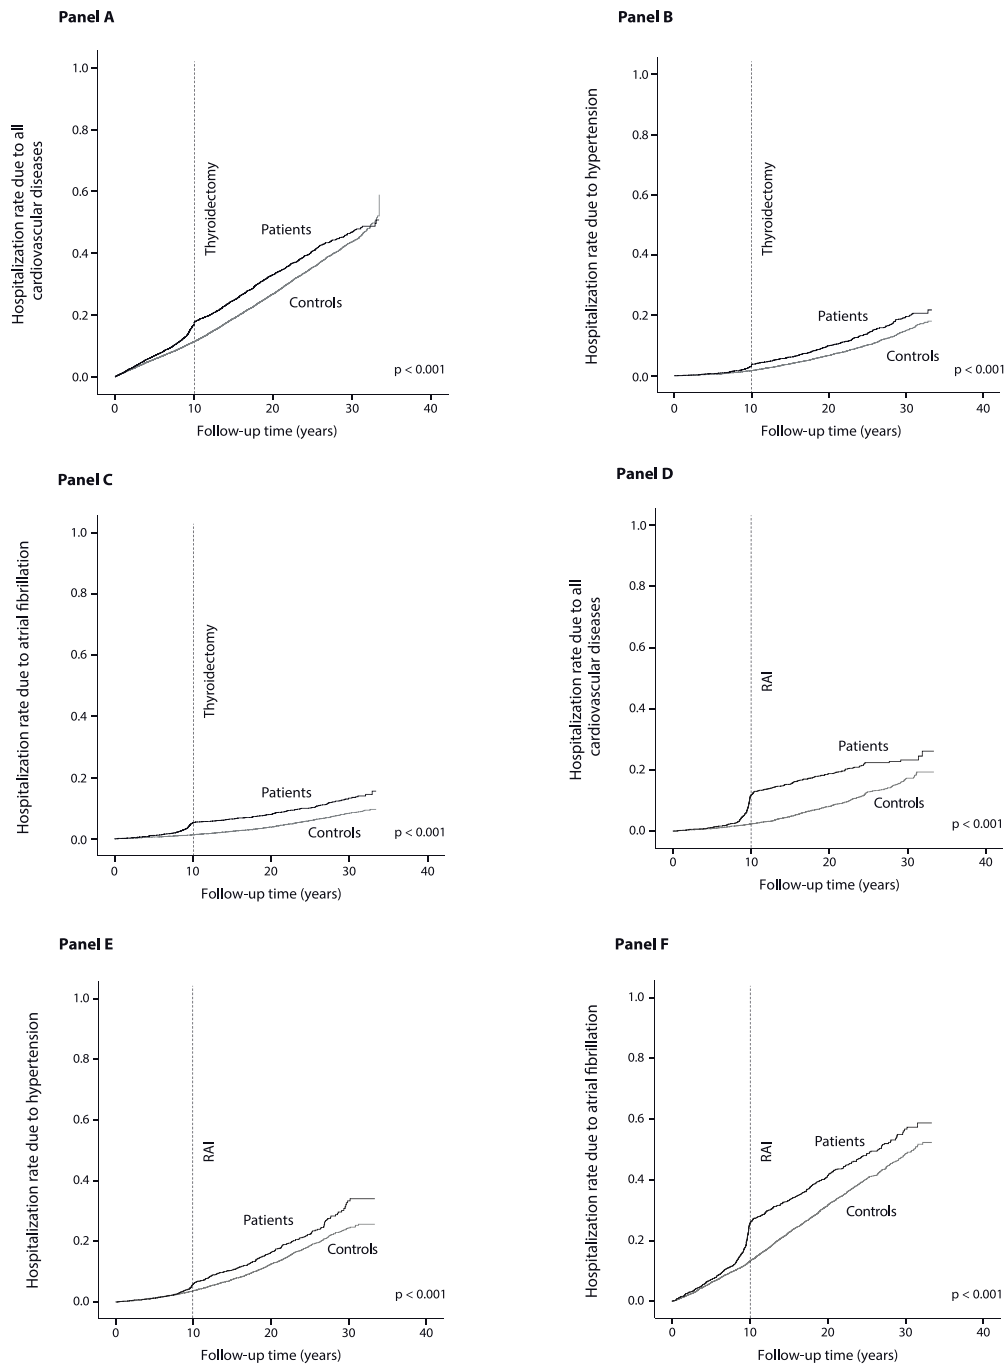 Panel A
Hospitalization rate due to all
cardiovascular diseases
1.0
0.8
0.6
0.4
0.2
0.0
Thyroidectomy
Patients
Controls
p < 0.001
0 10 20 30 40
Follow-up time (years)
Panel B
Hospitalization rate due to hypertension
1.0
0.8
0.6
0.4
0.2
0.0
Thyroidectomy
Patients
Controls
p < 0.001
0 10 20 30 40
Follow-up time (years)
Panel C
Hospitalization rate due to atrial fibrillation
1.0
0.8
0.6
0.4
0.2
0.0
Thyroidectomy
Patients
Controls
p < 0.001
0 10 20 30 40
Follow-up time (years)
Panel D
Hospitalization rate due to all
cardiovascular diseases
1.0
0.8
0.6
0.4
0.2
0.0
RAI
Patients
Controls
p < 0.001
0 10 20 30 40
Follow-up time (years)
Panel E
Hospitalization rate due to hypertension
1.0
0.8
0.6
0.4
0.2
0.0
RAI
Patients
Controls
p < 0.001
0 10 20 30 40
Follow-up time (years)
Panel F
Hospitalization rate due to atrial fibrillation
1.0
0.8
0.6
0.4
0.2
0.0
RAI
Patients
Controls
p < 0.001
0 10 20 30 40
Follow-up time (years)